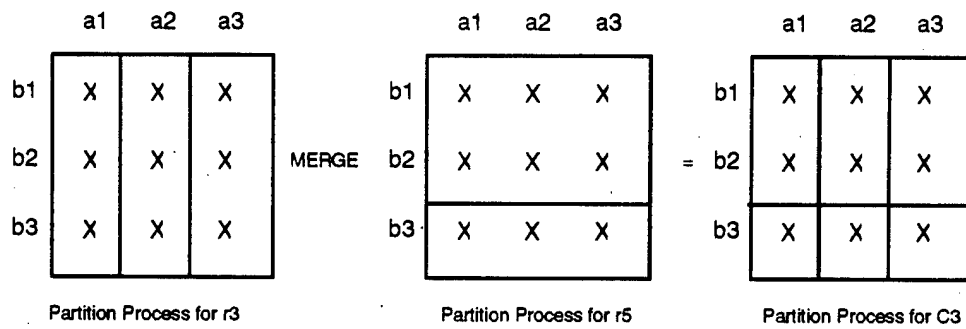 a1 a2 a3 a1 a2 a3 a1 a2 a3
b1 X X X b1 X X X b1 X X X
b2 X X X MERGE b2 X X X = b2 X X X
b3 X X X b3 X X X b3 X X X
Partition Process for r3 Partition Process for r5 Partition Process for C3